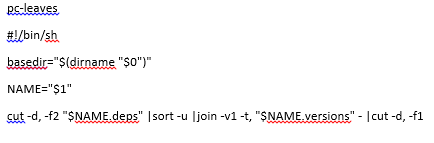 pc-leaves
#!/bin/sh
basedir="$(dirname "$0")"
NAME="$1"
cut -d, -f2 "$NAME.deps" |sort -u |join -v1 -t, "$NAME.versions" - |cut -d, -f1